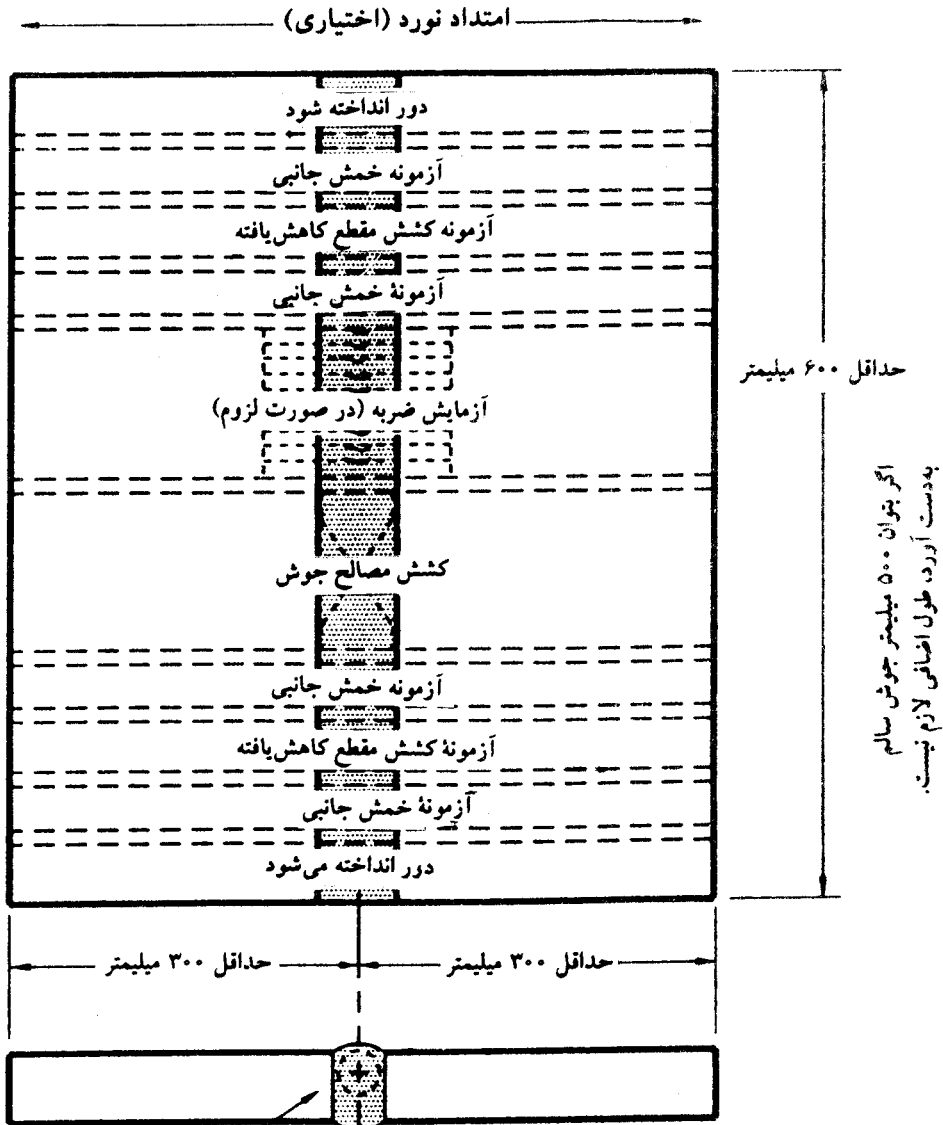 امتداد نورد (اختیاری)
دور انداخته شود
آزمونه خمش جانبی
آزمونه کشش مقطع کاهش‌یافته
آزمونهٔ خمش جانبی
آزمایش ضربه (در صورت لزوم)
کشش مصالح جوش
آزمونه خمش جانبی
آزمونهٔ کشش مقطع کاهش‌یافته
آزمونهٔ خمش جانبی
دور انداخته می‌شود
حداقل ۶۰۰ میلیمتر
اگر بتوان ۵۰۰ میلیمتر جوش سالم
به‌دست آورد، طول اضافی لازم نیست.
حداقل ۳۰۰ میلیمتر
حداقل ۳۰۰ میلیمتر